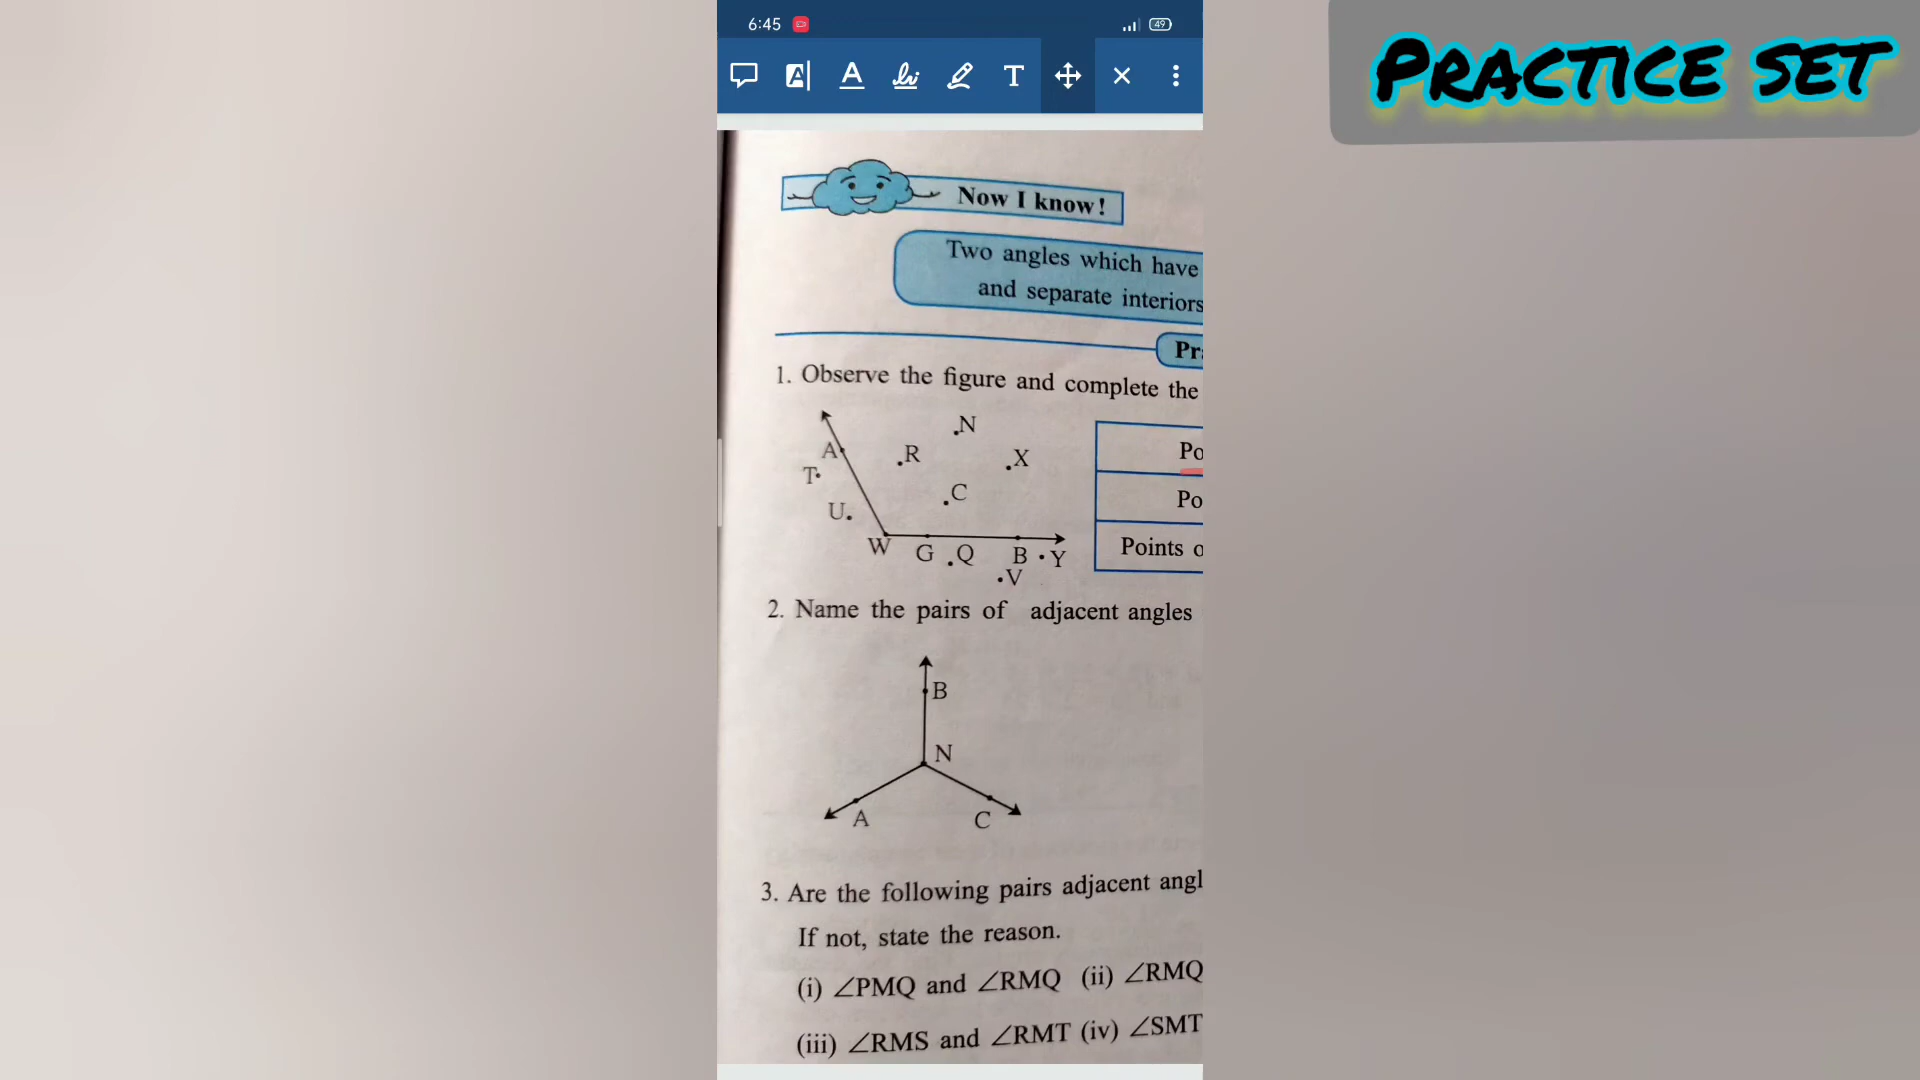 6:45
49
PRACTICE SET
A A T
Now I know!
Two angles which have
and separate interiors
Pr
1. Observe the figure and complete the
N
A R X
T
C
U
W G Q B Y
V
Po
Po
Points o
2. Name the pairs of adjacent angles
B
N
A C
3. Are the following pairs adjacent angl
If not, state the reason.
(i) ∠PMQ and ∠RMQ (ii) ∠RMQ
(iii) ∠RMS and ∠RMT (iv) ∠SMT